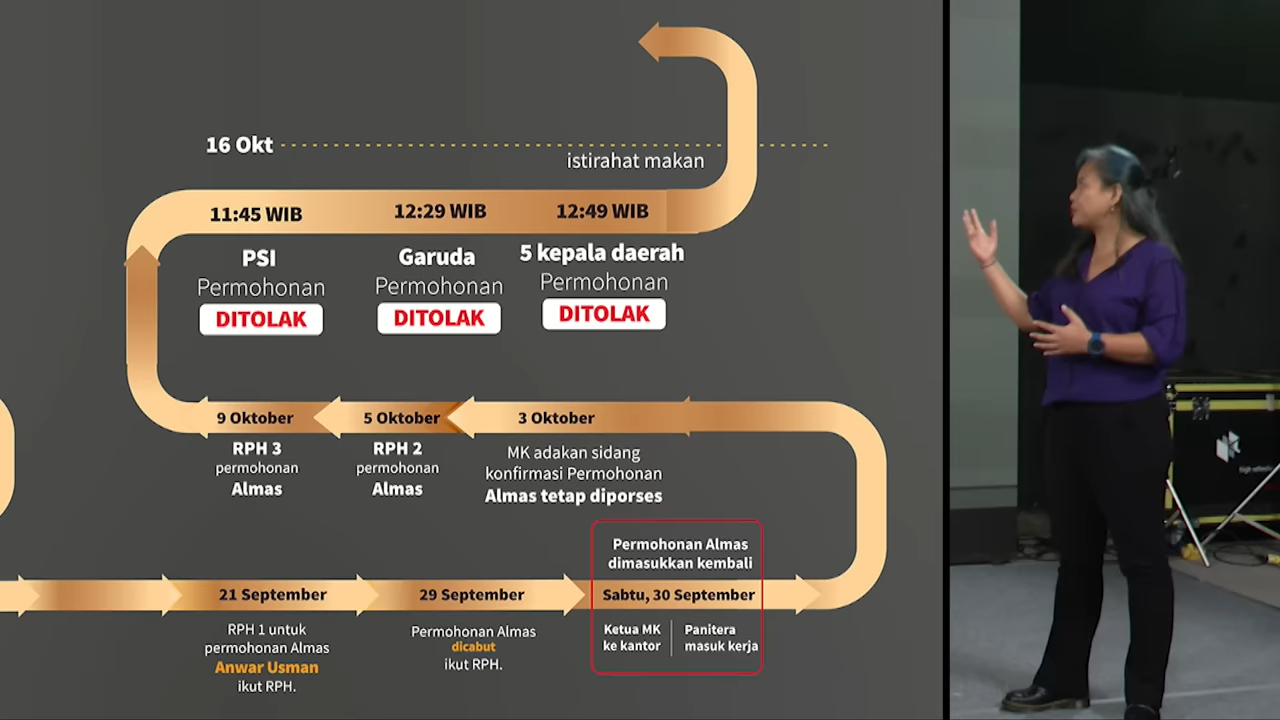 16 Okt
istirahat makan
11:45 WIB
12:29 WIB
12:49 WIB
PSI
Permohonan
DITOLAK
Garuda
Permohonan
DITOLAK
5 kepala daerah
Permohonan
DITOLAK
9 Oktober
5 Oktober
3 Oktober
RPH 3
permohonan
Almas
RPH 2
permohonan
Almas
MK adakan sidang
konfirmasi Permohonan
Almas tetap diporses
Permohonan Almas
dimasukkan kembali
21 September
29 September
Sabtu, 30 September
RPH 1 untuk
permohonan Almas
Anwar Usman
ikut RPH.
Permohonan Almas
dicabut
ikut RPH.
Ketua MK
ke kantor
Panitera
masuk kerja